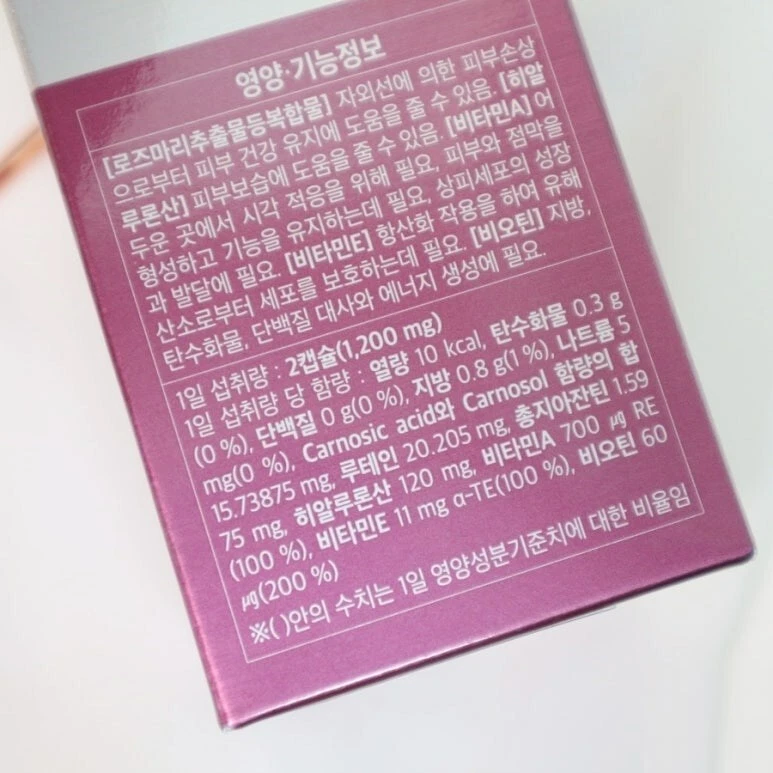 영양·기능정보
[로즈마리추출물등복합물] 자외선에 의한 피부손상
으로부터 피부 건강 유지에 도움을 줄 수 있음. [히알
루론산] 피부보습에 도움을 줄 수 있음. [비타민A] 어
두운 곳에서 시각 적응을 위해 필요, 피부와 점막을
형성하고 기능을 유지하는데 필요, 상피세포의 성장
과 발달에 필요. [비타민E] 항산화 작용을 하여 유해
산소로부터 세포를 보호하는데 필요. [비오틴] 지방,
탄수화물, 단백질 대사와 에너지 생성에 필요.
1일 섭취량 : 2캡슐(1,200 mg)
1일 섭취량 당 함량 : 열량 10 kcal, 탄수화물 0.3 g
(0 %), 단백질 0 g(0 %), 지방 0.8 g(1 %), 나트륨 5
mg(0 %), Carnosic acid와 Carnosol 함량의 합
15.73875 mg, 루테인 20.205 mg, 총지아잔틴 1.59
75 mg, 히알루론산 120 mg, 비타민A 700 ㎍ RE
(100 %), 비타민E 11 mg α-TE(100 %), 비오틴 60
㎍(200 %)
※( )안의 수치는 1일 영양성분기준치에 대한 비율임